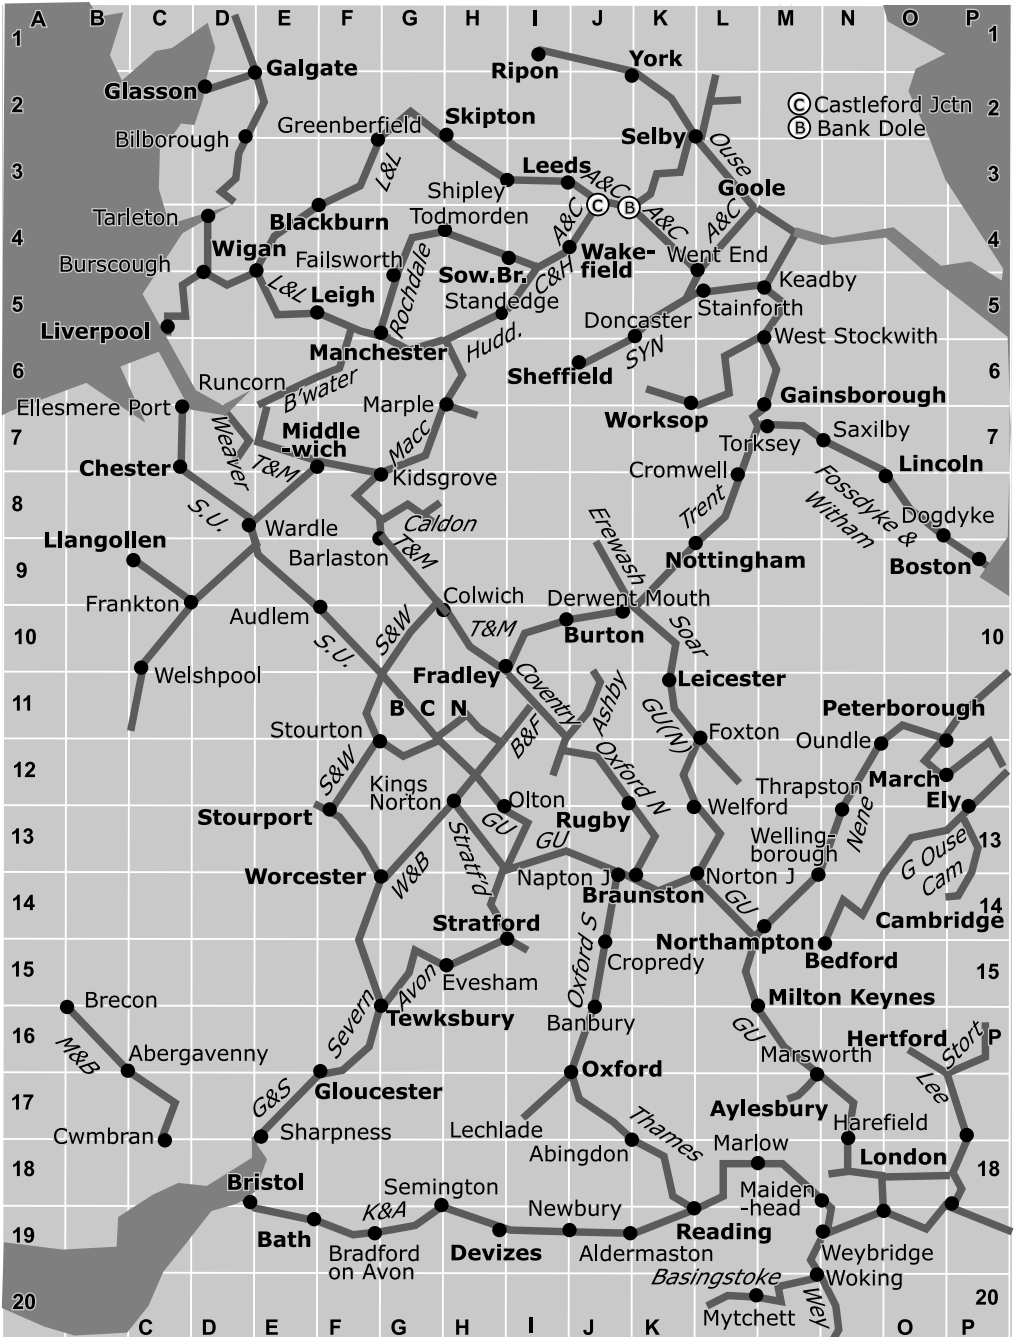 A B C D E F G H I J K L M N O P
1 1
Galgate
Ripon
York
Glasson
2 2
C Castleford Jctn
B Bank Dole
Bilborough
Greenberfield
Skipton
Selby
Ouse
3 3
L&L
Leeds
A&C
Shipley
Goole
C B
Tarleton
Blackburn
Todmorden
A&C
A&C
A&C
4 4
Wigan
Failsworth
Sow.Br.
Wake-
field
Went End
Burscough
L&L
Leigh
Rochdale
C&H
Keadby
Standedge
Stainforth
5 5
Liverpool
Doncaster
Manchester
Hudd.
SYN
West Stockwith
6 6
Sheffield
Runcorn
B'water
Ellesmere Port
Marple
Worksop
Gainsborough
7 7
Weaver
Middle
-wich
Macc
Torksey
Saxilby
Chester
T&M
Kidsgrove
Cromwell
Lincoln
8 8
S.U.
Wardle
Caldon
Erewash
Trent
Fossdyke &
Witham
Dogdyke
Llangollen
Barlaston
T&M
Nottingham
9 9
Boston
Frankton
Audlem
Colwich
Derwent Mouth
10 10
S.U.
S&W
T&M
Burton
Soar
Welshpool
Fradley
Coventry
Ashby
Leicester
11 11
B C N
GU(N)
Peterborough
Stourton
B&F
Foxton
Oundle
12 12
S&W
Kings
Norton
Oxford N
Thrapston
March
Stourport
Olton
GU
Rugby
Welford
Nene
Ely
13 13
Stratf'd
GU
Welling-
borough
G Ouse
Cam
Worcester
W&B
Napton J
Norton J
Braunston
GU
14 14
Stratford
Cambridge
Northampton
Bedford
15 15
Avon
Evesham
Oxford S
Cropredy
Brecon
Severn
Tewksbury
Milton Keynes
16 16
M&B
Abergavenny
Banbury
GU
Marsworth
Hertford
Stort
P
Gloucester
Oxford
Lee
17 17
G&S
Aylesbury
Cwmbran
Sharpness
Lechlade
Abingdon
Thames
Marlow
Harefield
18 18
London
Bristol
Semington
Maiden
-head
K&A
Newbury
19 19
Bath
Bradford
on Avon
Devizes
Aldermaston
Reading
Weybridge
Basingstoke
Woking
20 20
Mytchett
Wey
C D E F G H I J K O P